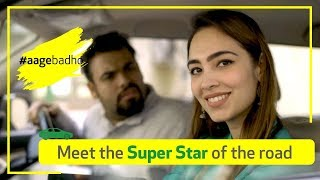 #aagebadho
Meet the Super Star of the road